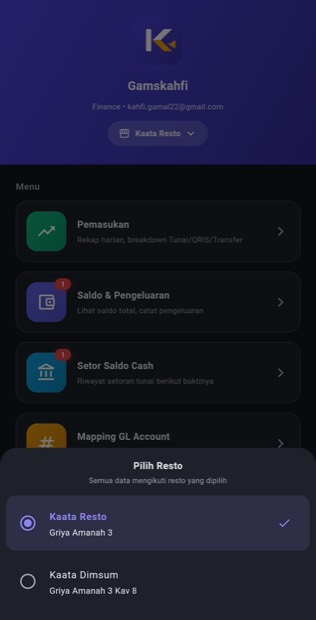 Gamskahfi
Finance • kahfi.gamal22@gmail.com
Kaata Resto
Menu
Pemasukan
Rekap harian, breakdown Tunai/QRIS/Transfer
1
Saldo & Pengeluaran
Lihat saldo total, catat pengeluaran
1
Setor Saldo Cash
Riwayat setoran tunai berikut buktinya
#
Mapping GL Account
Pilih Resto
Semua data mengikuti resto yang dipilih
Kaata Resto
Griya Amanah 3
Kaata Dimsum
Griya Amanah 3 Kav 8